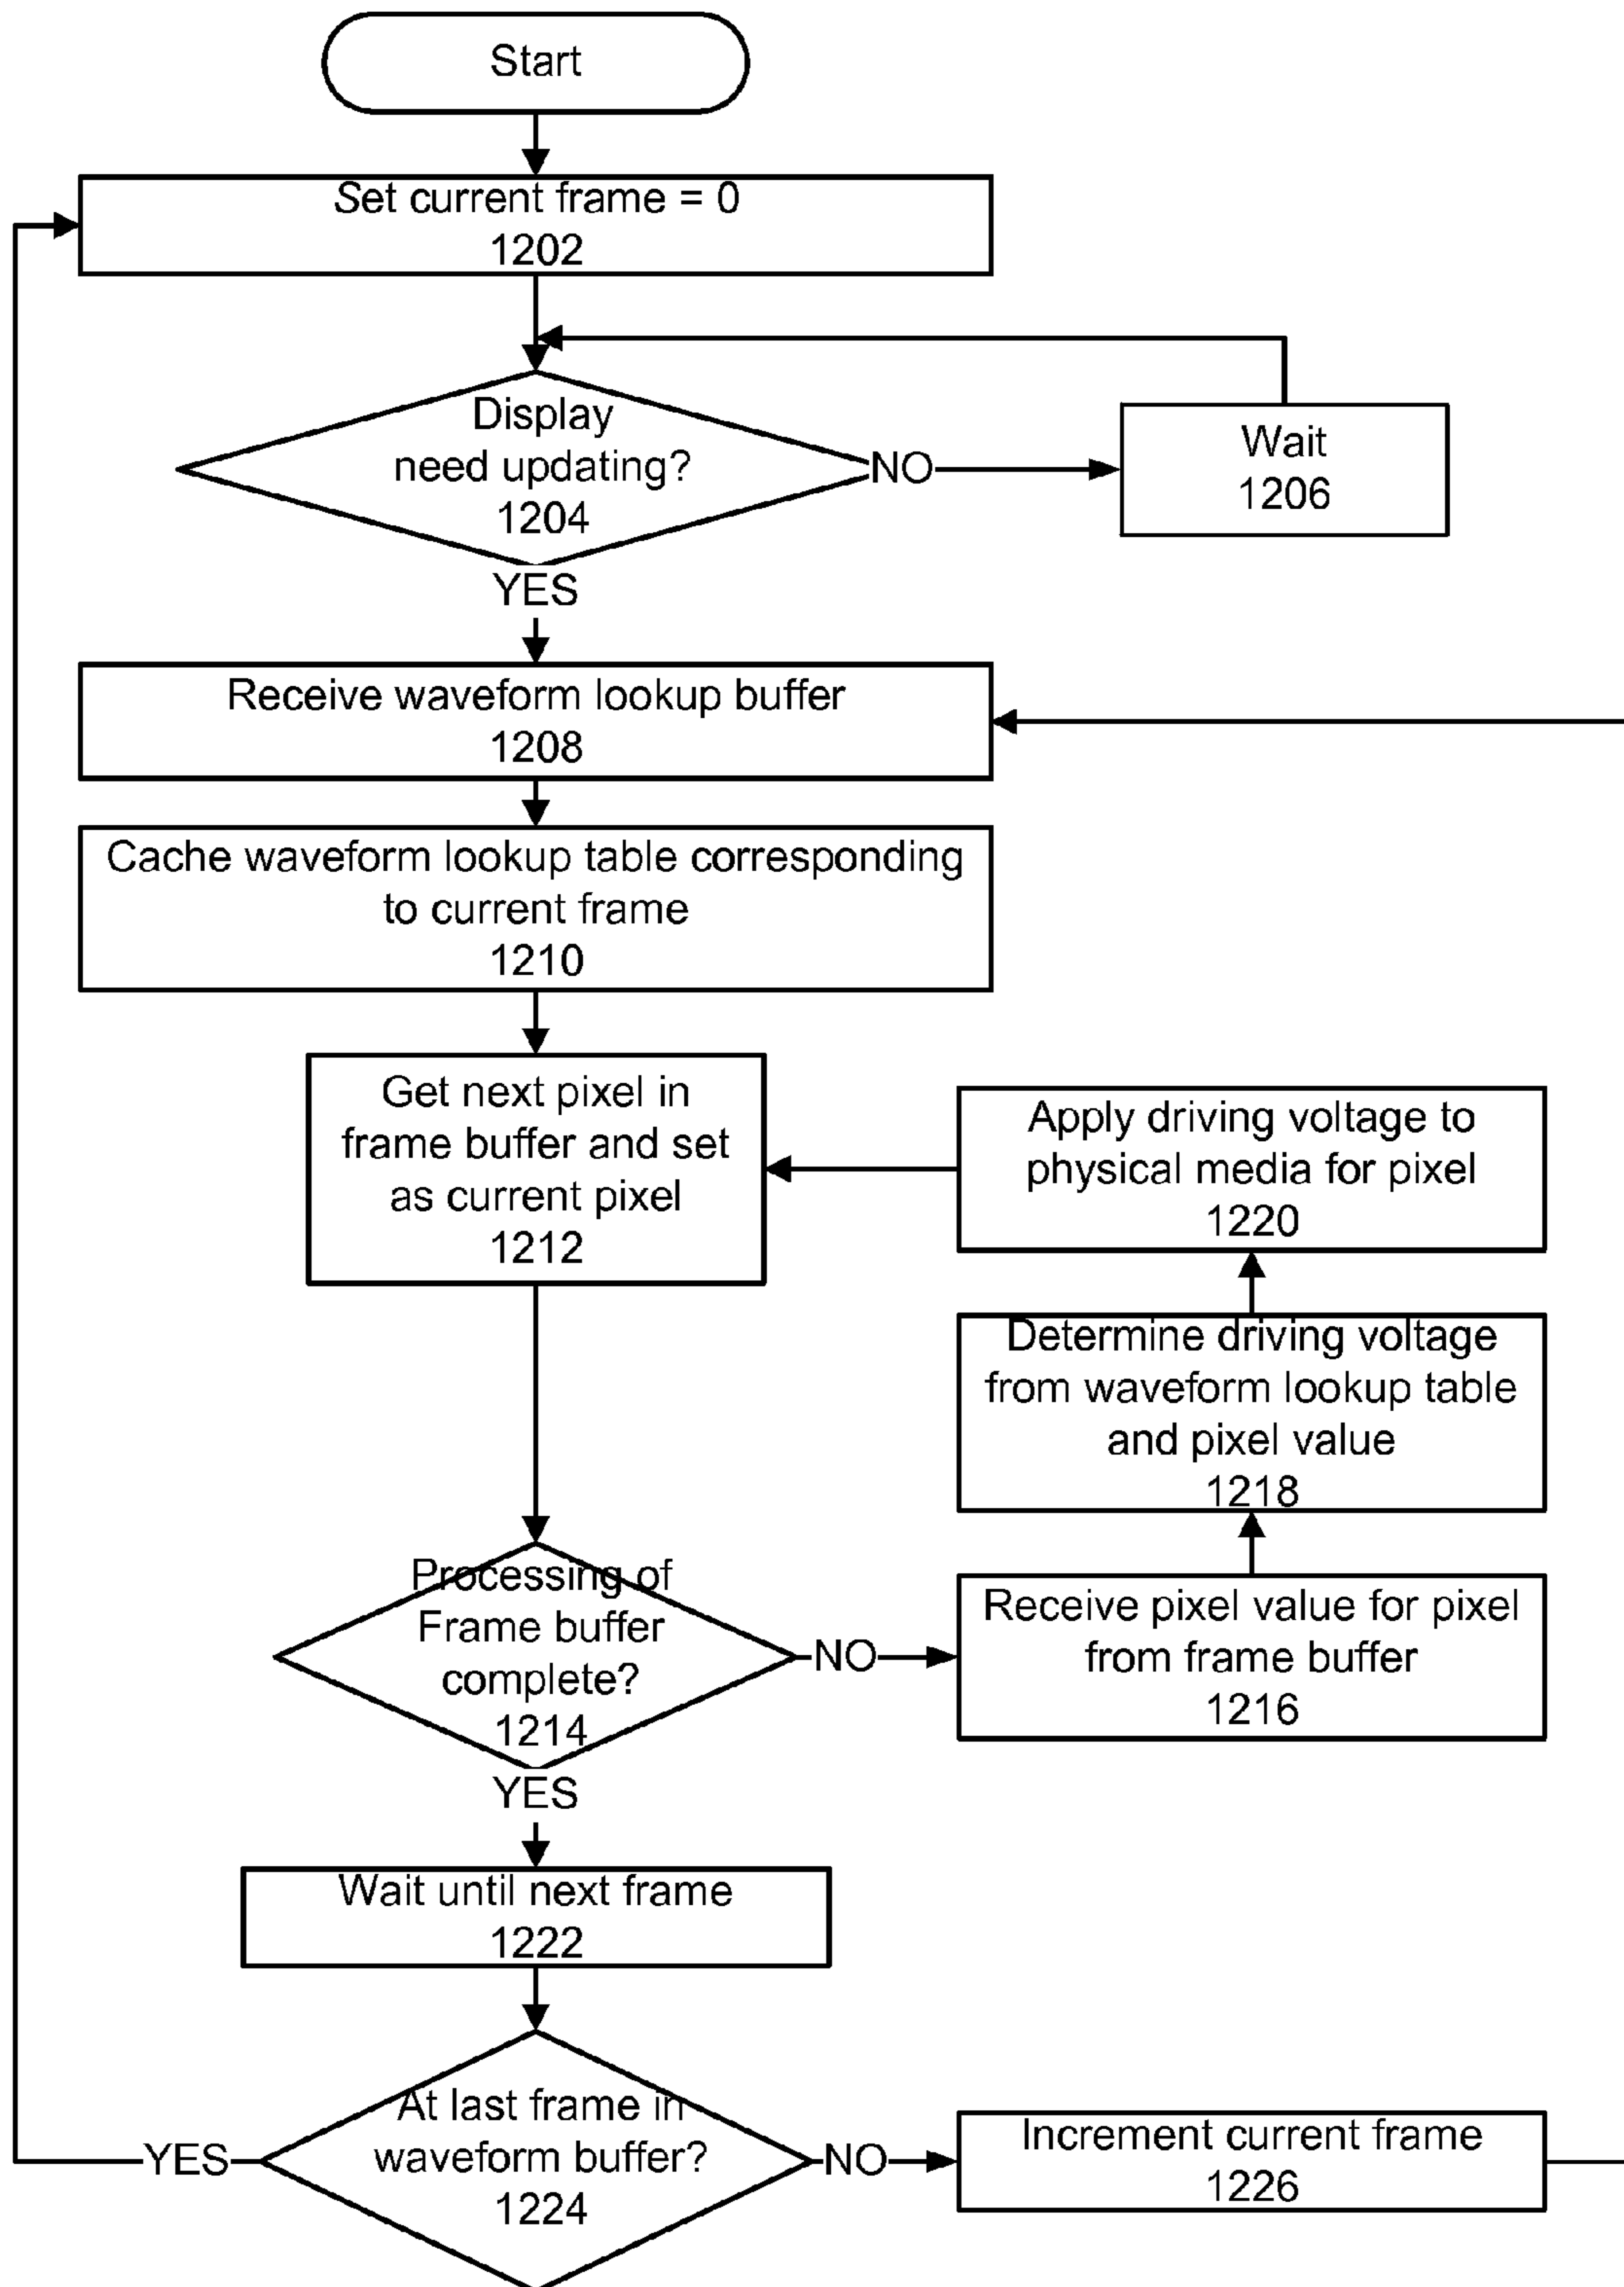 Start
Set current frame = 0
1202
Display
need updating?
1204
NO
Wait
1206
YES
Receive waveform lookup buffer
1208
Cache waveform lookup table corresponding
to current frame
1210
Get next pixel in
frame buffer and set
as current pixel
1212
Apply driving voltage to
physical media for pixel
1220
Determine driving voltage
from waveform lookup table
and pixel value
1218
Processing of
Frame buffer
complete?
1214
NO
Receive pixel value for pixel
from frame buffer
1216
YES
Wait until next frame
1222
At last frame in
waveform buffer?
1224
YES
NO
Increment current frame
1226